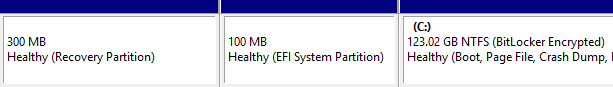 300 MB
Healthy (Recovery Partition)
100 MB
Healthy (EFI System Partition)
(C:)
123.02 GB NTFS (BitLocker Encrypted)
Healthy (Boot, Page File, Crash Dump,